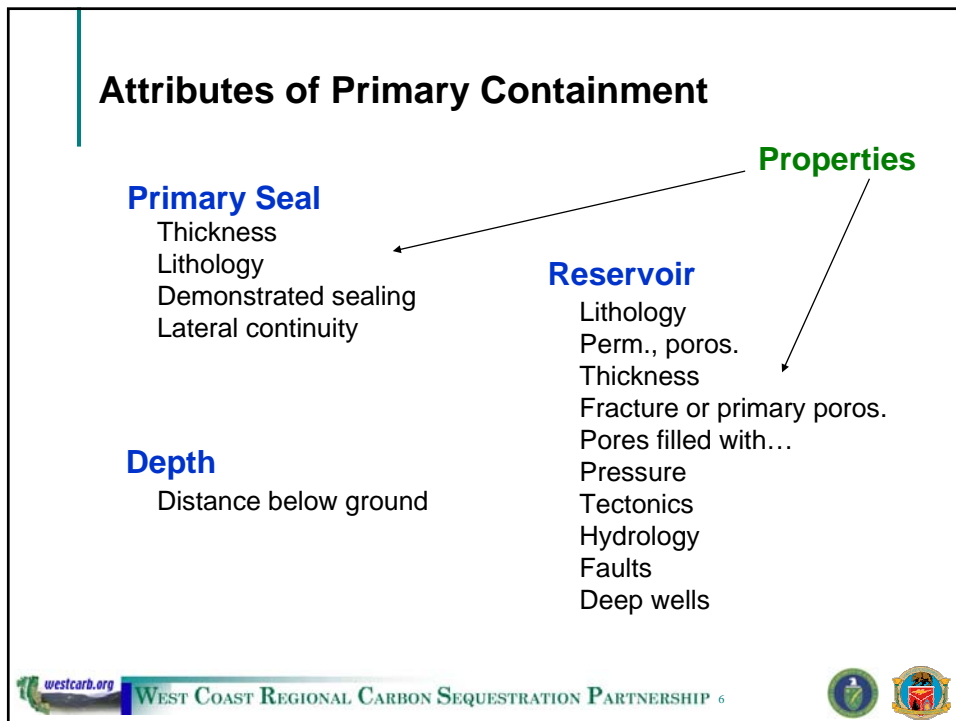 Attributes of Primary Containment
Properties
Primary Seal
Thickness
Lithology
Demonstrated sealing
Lateral continuity
Depth
Distance below ground
Reservoir
Lithology
Perm., poros.
Thickness
Fracture or primary poros.
Pores filled with…
Pressure
Tectonics
Hydrology
Faults
Deep wells
westcarb.org
WEST COAST REGIONAL CARBON SEQUESTRATION PARTNERSHIP 6